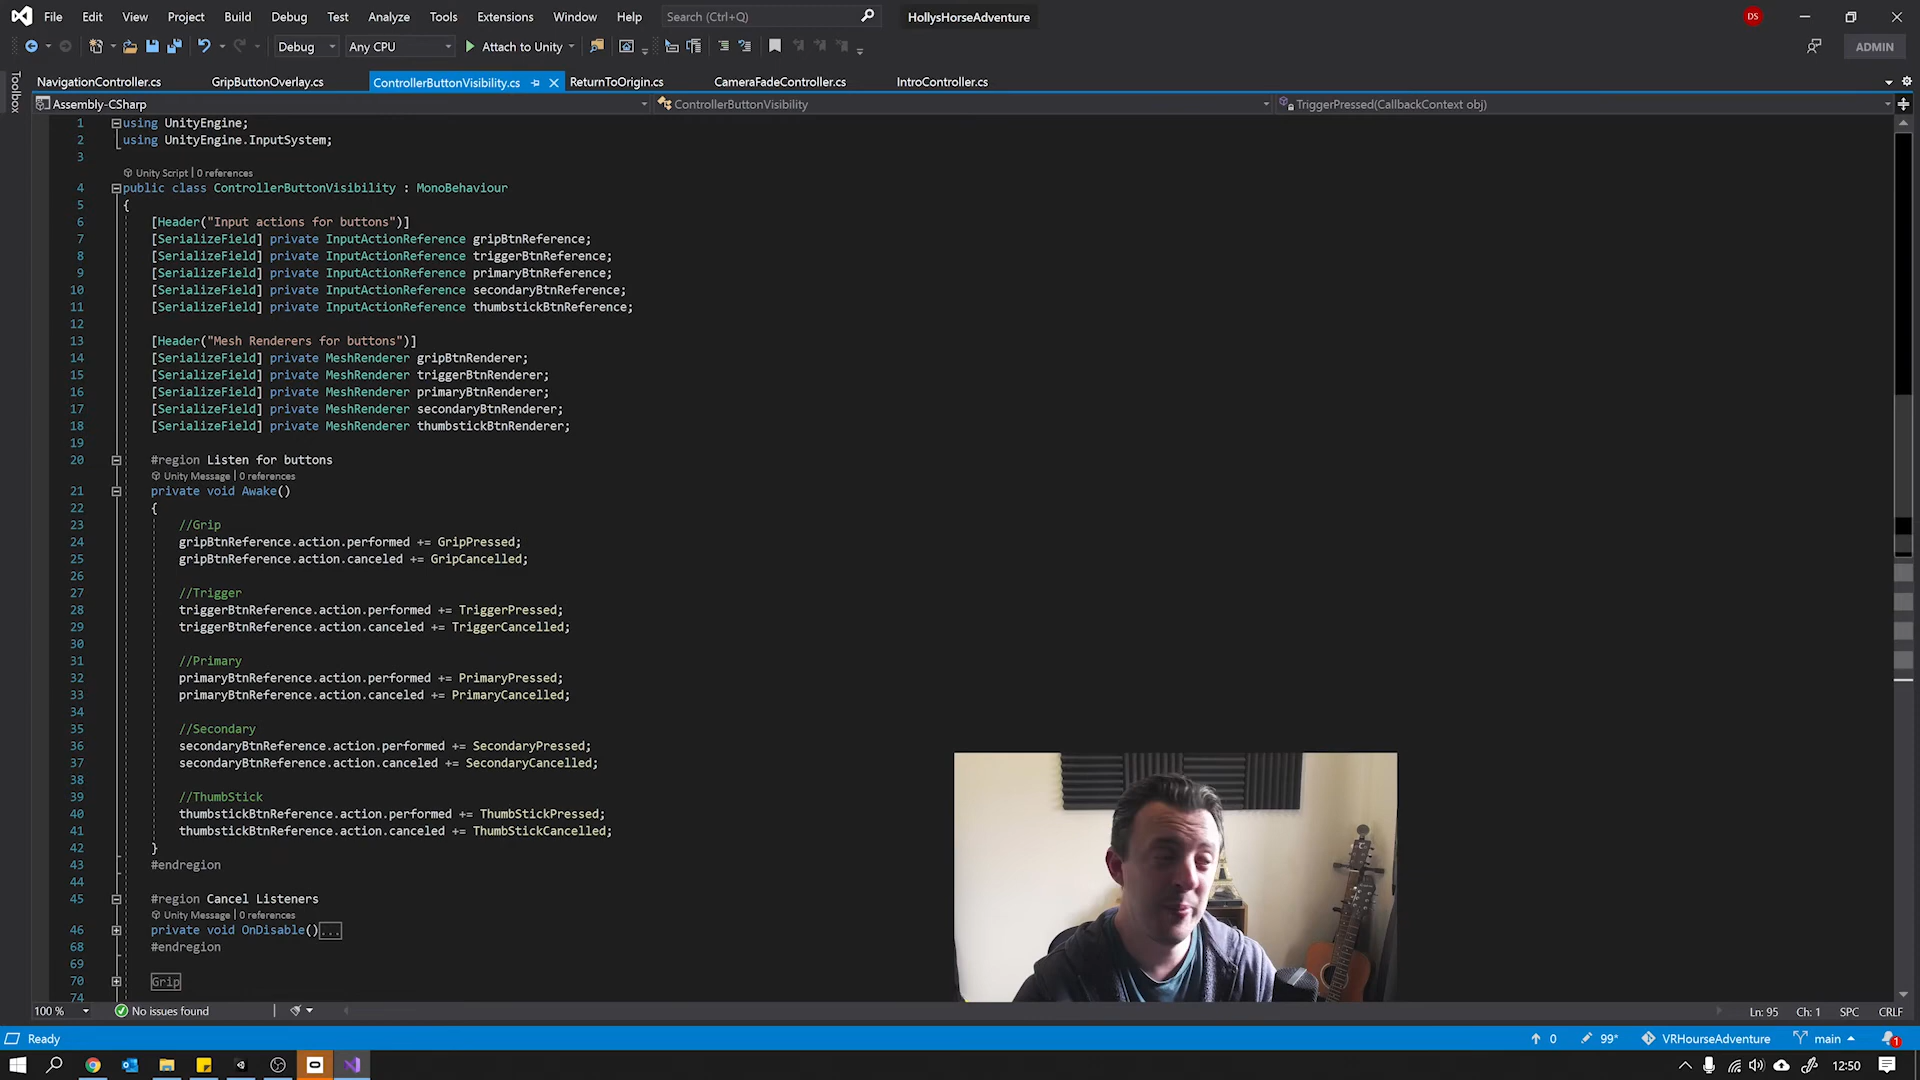 File Edit View Project Build Debug Test Analyze Tools Extensions Window Help Search (Ctrl+Q) HollysHorseAdventure DS
Debug Any CPU Attach to Unity ADMIN
Toolbox
NavigationController.cs GripButtonOverlay.cs ControllerButtonVisibility.cs ReturnToOrigin.cs CameraFadeController.cs IntroController.cs
Assembly-CSharp ControllerButtonVisibility TriggerPressed(CallbackContext obj)
1 using UnityEngine;
2 using UnityEngine.InputSystem;
3
Unity Script | 0 references
4 public class ControllerButtonVisibility : MonoBehaviour
5 {
6 [Header("Input actions for buttons")]
7 [SerializeField] private InputActionReference gripBtnReference;
8 [SerializeField] private InputActionReference triggerBtnReference;
9 [SerializeField] private InputActionReference primaryBtnReference;
10 [SerializeField] private InputActionReference secondaryBtnReference;
11 [SerializeField] private InputActionReference thumbstickBtnReference;
12
13 [Header("Mesh Renderers for buttons")]
14 [SerializeField] private MeshRenderer gripBtnRenderer;
15 [SerializeField] private MeshRenderer triggerBtnRenderer;
16 [SerializeField] private MeshRenderer primaryBtnRenderer;
17 [SerializeField] private MeshRenderer secondaryBtnRenderer;
18 [SerializeField] private MeshRenderer thumbstickBtnRenderer;
19
20 #region Listen for buttons
Unity Message | 0 references
21 private void Awake()
22 {
23 //Grip
24 gripBtnReference.action.performed += GripPressed;
25 gripBtnReference.action.canceled += GripCancelled;
26
27 //Trigger
28 triggerBtnReference.action.performed += TriggerPressed;
29 triggerBtnReference.action.canceled += TriggerCancelled;
30
31 //Primary
32 primaryBtnReference.action.performed += PrimaryPressed;
33 primaryBtnReference.action.canceled += PrimaryCancelled;
34
35 //Secondary
36 secondaryBtnReference.action.performed += SecondaryPressed;
37 secondaryBtnReference.action.canceled += SecondaryCancelled;
38
39 //ThumbStick
40 thumbstickBtnReference.action.performed += ThumbStickPressed;
41 thumbstickBtnReference.action.canceled += ThumbStickCancelled;
42 }
43 #endregion
44
45 #region Cancel Listeners
Unity Message | 0 references
46 private void OnDisable()...
68 #endregion
69
70 Grip
74
100 % No issues found Ln: 95 Ch: 1 SPC CRLF
Ready 0 99* VRHourseAdventure main 1
12:50